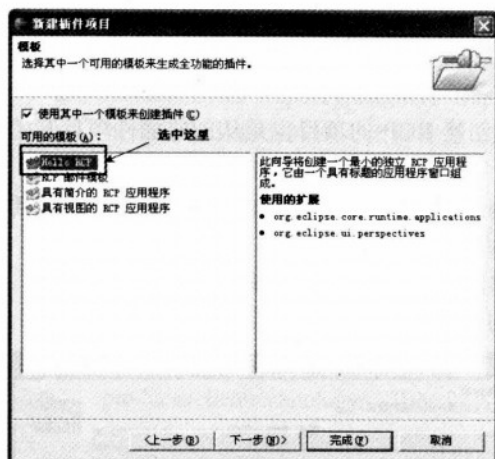 新建插件项目
模板
选择其中一个可用的模板来生成全功能的插件。
使用其中一个模板来创建插件(C)
可用的模板(A):
选中这里
Hello RCP
RCP 邮件模板
具有简介的 RCP 应用程序
具有视图的 RCP 应用程序
此向导将创建一个最小的独立 RCP 应用程
序，它由一个具有标题的应用程序窗口组
成。
使用的扩展
org.eclipse.core.runtime.applications
org.eclipse.ui.perspectives
<上一步(B)
下一步(N)>
完成(F)
取消